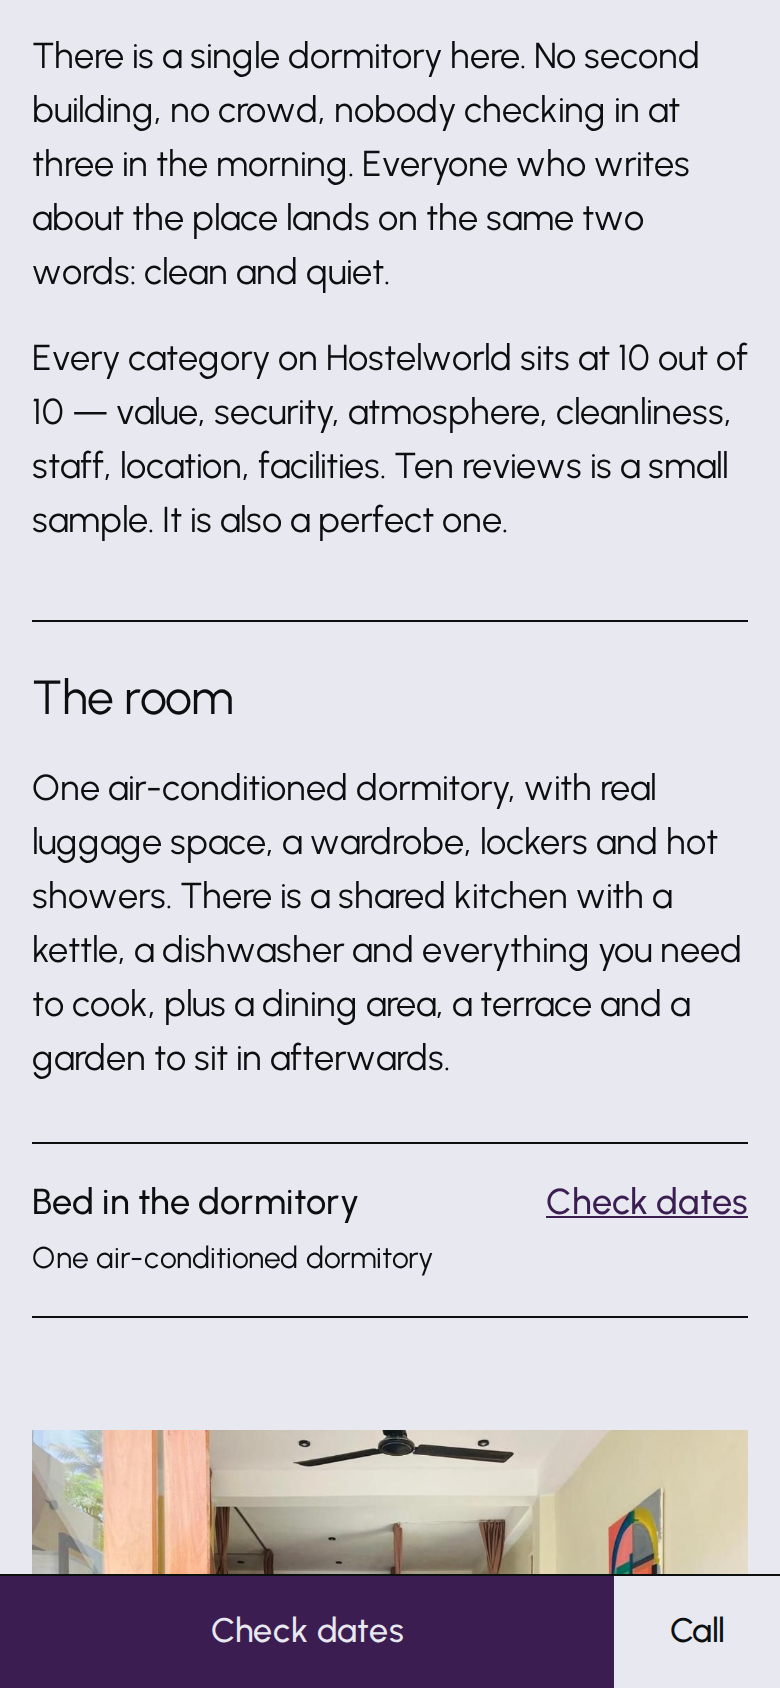 There is a single dormitory here. No second
building, no crowd, nobody checking in at
three in the morning. Everyone who writes
about the place lands on the same two
words: clean and quiet.
Every category on Hostelworld sits at 10 out of
10 — value, security, atmosphere, cleanliness,
staff, location, facilities. Ten reviews is a small
sample. It is also a perfect one.
The room
One air-conditioned dormitory, with real
luggage space, a wardrobe, lockers and hot
showers. There is a shared kitchen with a
kettle, a dishwasher and everything you need
to cook, plus a dining area, a terrace and a
garden to sit in afterwards.
Bed in the dormitory
Check dates
One air-conditioned dormitory
Check dates
Call